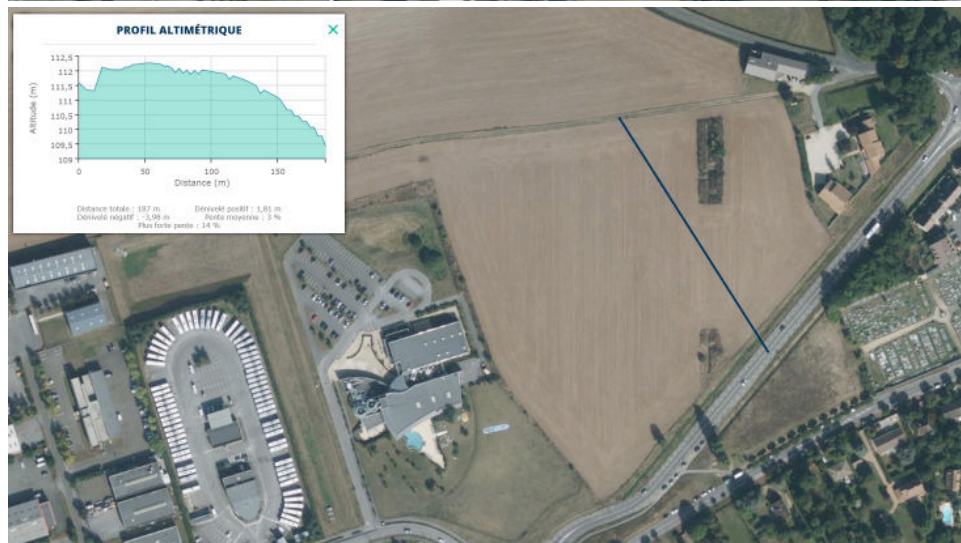 PROFIL ALTIMÉTRIQUE ×
112,5
112
111,5
111
110,5
110
109,5
109
Altitude (m)
0 50 100 150
Distance (m)
Distance totale : 187 m Dénivelé positif : 1,81 m
Dénivelé négatif : -3,98 m Pente moyenne : 3 %
Plus forte pente : 14 %